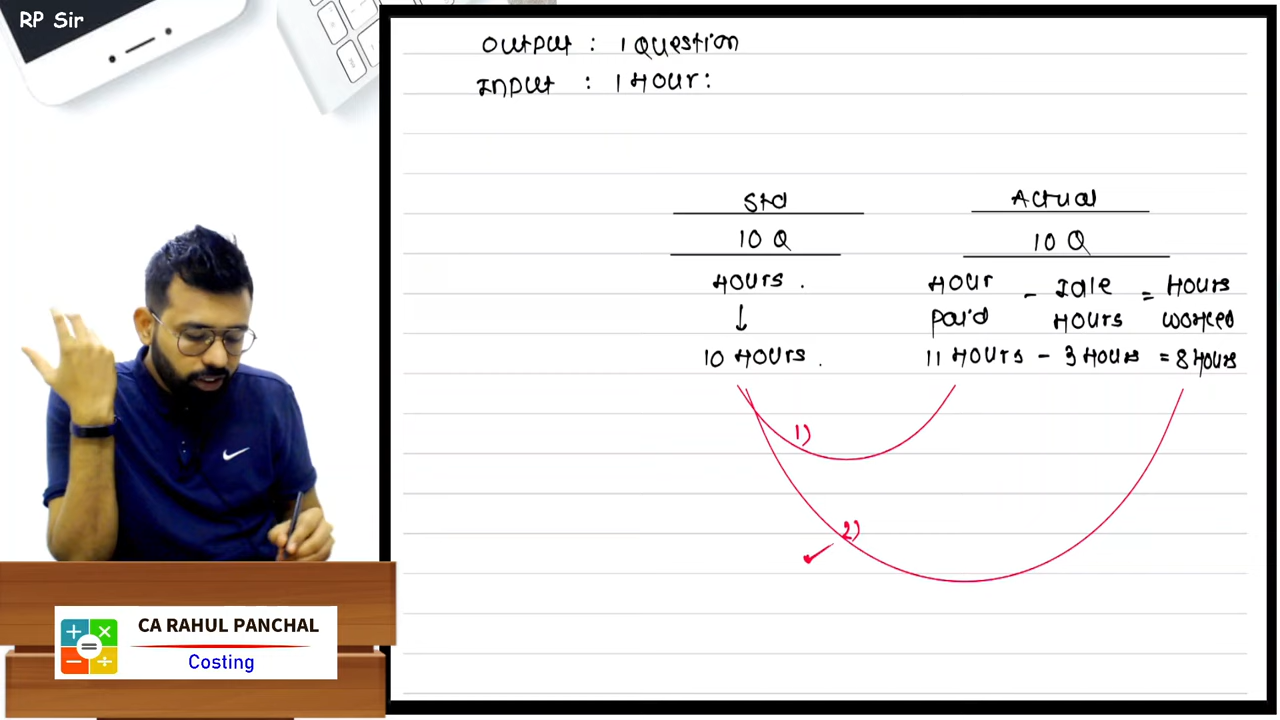 RP Sir
Output : 1 Question
Input : 1 Hour:
Std Actual
10 Q 10 Q
Hours . Hour paid - Idle Hours = Hours worked
↓
10 Hours . 11 Hours - 3 Hours = 8 Hours
1)
2)
CA RAHUL PANCHAL
Costing